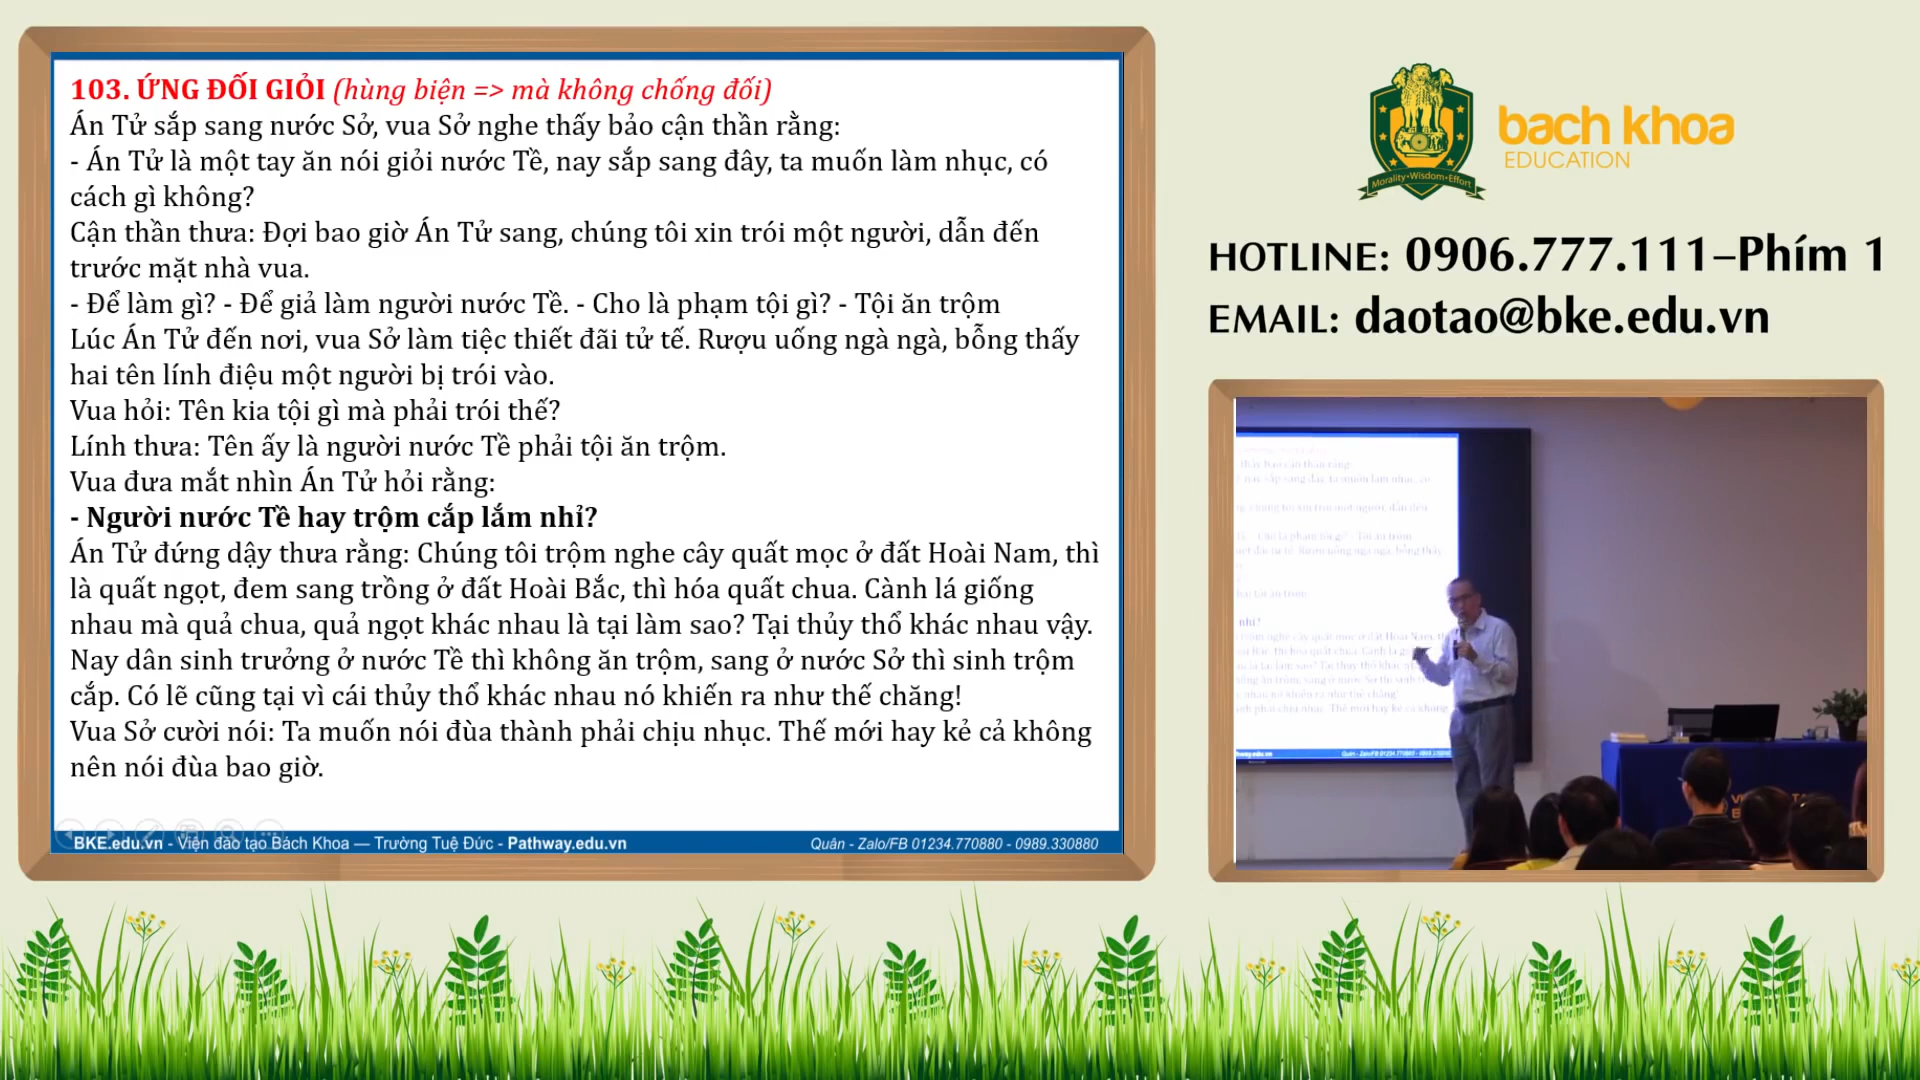 103. ỨNG ĐỐI GIỎI (hùng biện => mà không chống đối)
Án Tử sắp sang nước Sở, vua Sở nghe thấy bảo cận thần rằng:
- Án Tử là một tay ăn nói giỏi nước Tề, nay sắp sang đây, ta muốn làm nhục, có
cách gì không?
Cận thần thưa: Đợi bao giờ Án Tử sang, chúng tôi xin trói một người, dẫn đến
trước mặt nhà vua.
- Để làm gì? - Để giả làm người nước Tề. - Cho là phạm tội gì? - Tội ăn trộm
Lúc Án Tử đến nơi, vua Sở làm tiệc thiết đãi tử tế. Rượu uống ngà ngà, bỗng thấy
hai tên lính điệu một người bị trói vào.
Vua hỏi: Tên kia tội gì mà phải trói thế?
Lính thưa: Tên ấy là người nước Tề phải tội ăn trộm.
Vua đưa mắt nhìn Án Tử hỏi rằng:
- Người nước Tề hay trộm cắp lắm nhỉ?
Án Tử đứng dậy thưa rằng: Chúng tôi trộm nghe cây quất mọc ở đất Hoài Nam, thì
là quất ngọt, đem sang trồng ở đất Hoài Bắc, thì hóa quất chua. Cành lá giống
nhau mà quả chua, quả ngọt khác nhau là tại làm sao? Tại thủy thổ khác nhau vậy.
Nay dân sinh trưởng ở nước Tề thì không ăn trộm, sang ở nước Sở thì sinh trộm
cắp. Có lẽ cũng tại vì cái thủy thổ khác nhau nó khiến ra như thế chăng!
Vua Sở cười nói: Ta muốn nói đùa thành phải chịu nhục. Thế mới hay kẻ cả không
nên nói đùa bao giờ.
BKE.edu.vn - Viện đào tạo Bách Khoa — Trường Tuệ Đức - Pathway.edu.vn
Quân - Zalo/FB 01234.770880 - 0989.330880
Morality•Wisdom•Effort
bach khoa
EDUCATION
HOTLINE: 0906.777.111–Phím 1
EMAIL: daotao@bke.edu.vn